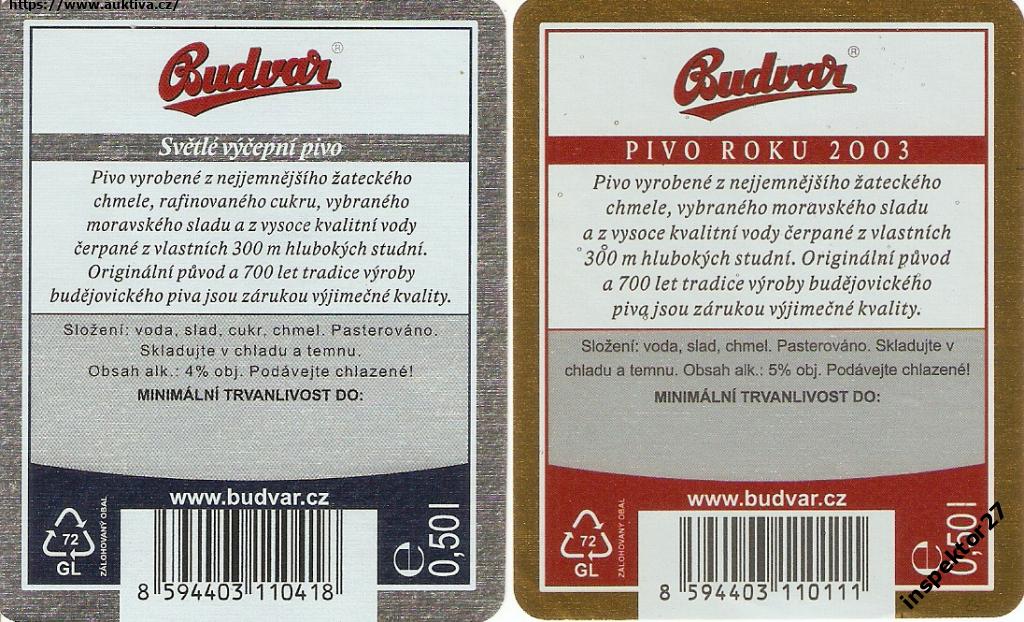 https://www.auktiva.cz/
Budvar®
Světlé výčepní pivo
Pivo vyrobené z nejjemnějšího žateckého
chmele, rafinovaného cukru, vybraného
moravského sladu a z vysoce kvalitní vody
čerpané z vlastních 300 m hlubokých studní.
Originální původ a 700 let tradice výroby
budějovického piva jsou zárukou výjimečné kvality.
Složení: voda, slad, cukr, chmel. Pasterováno.
Skladujte v chladu a temnu.
Obsah alk.: 4% obj. Podávejte chlazené!
MINIMÁLNÍ TRVANLIVOST DO:
www.budvar.cz
72
GL
ZÁLOHOVANÝ OBAL
e 0,50l
8 594403 110418
Budvar®
PIVO ROKU 2003
Pivo vyrobené z nejjemnějšího žateckého
chmele, vybraného moravského sladu
a z vysoce kvalitní vody čerpané z vlastních
300 m hlubokých studní. Originální původ
a 700 let tradice výroby budějovického
piva jsou zárukou výjimečné kvality.
Složení: voda, slad, chmel. Pasterováno. Skladujte v
chladu a temnu. Obsah alk.: 5% obj. Podávejte chlazené!
MINIMÁLNÍ TRVANLIVOST DO:
www.budvar.cz
72
GL
ZÁLOHOVANÝ OBAL
e 0,50l
8 594403 110111
inspektor27